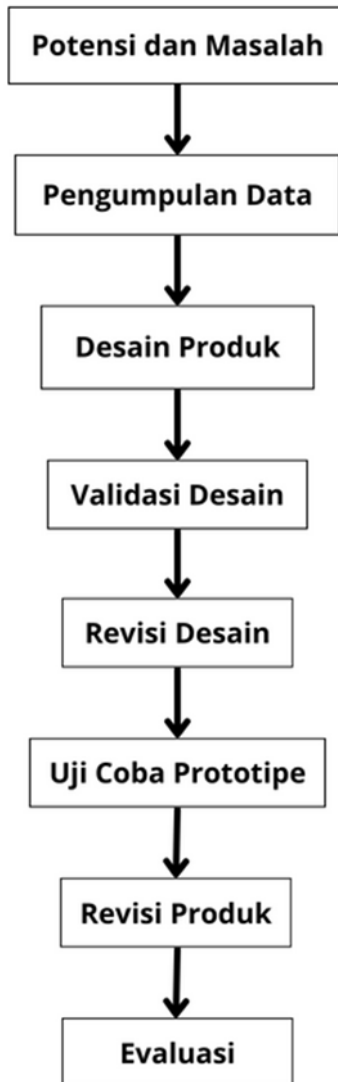 Potensi dan Masalah
Pengumpulan Data
Desain Produk
Validasi Desain
Revisi Desain
Uji Coba Prototipe
Revisi Produk
Evaluasi